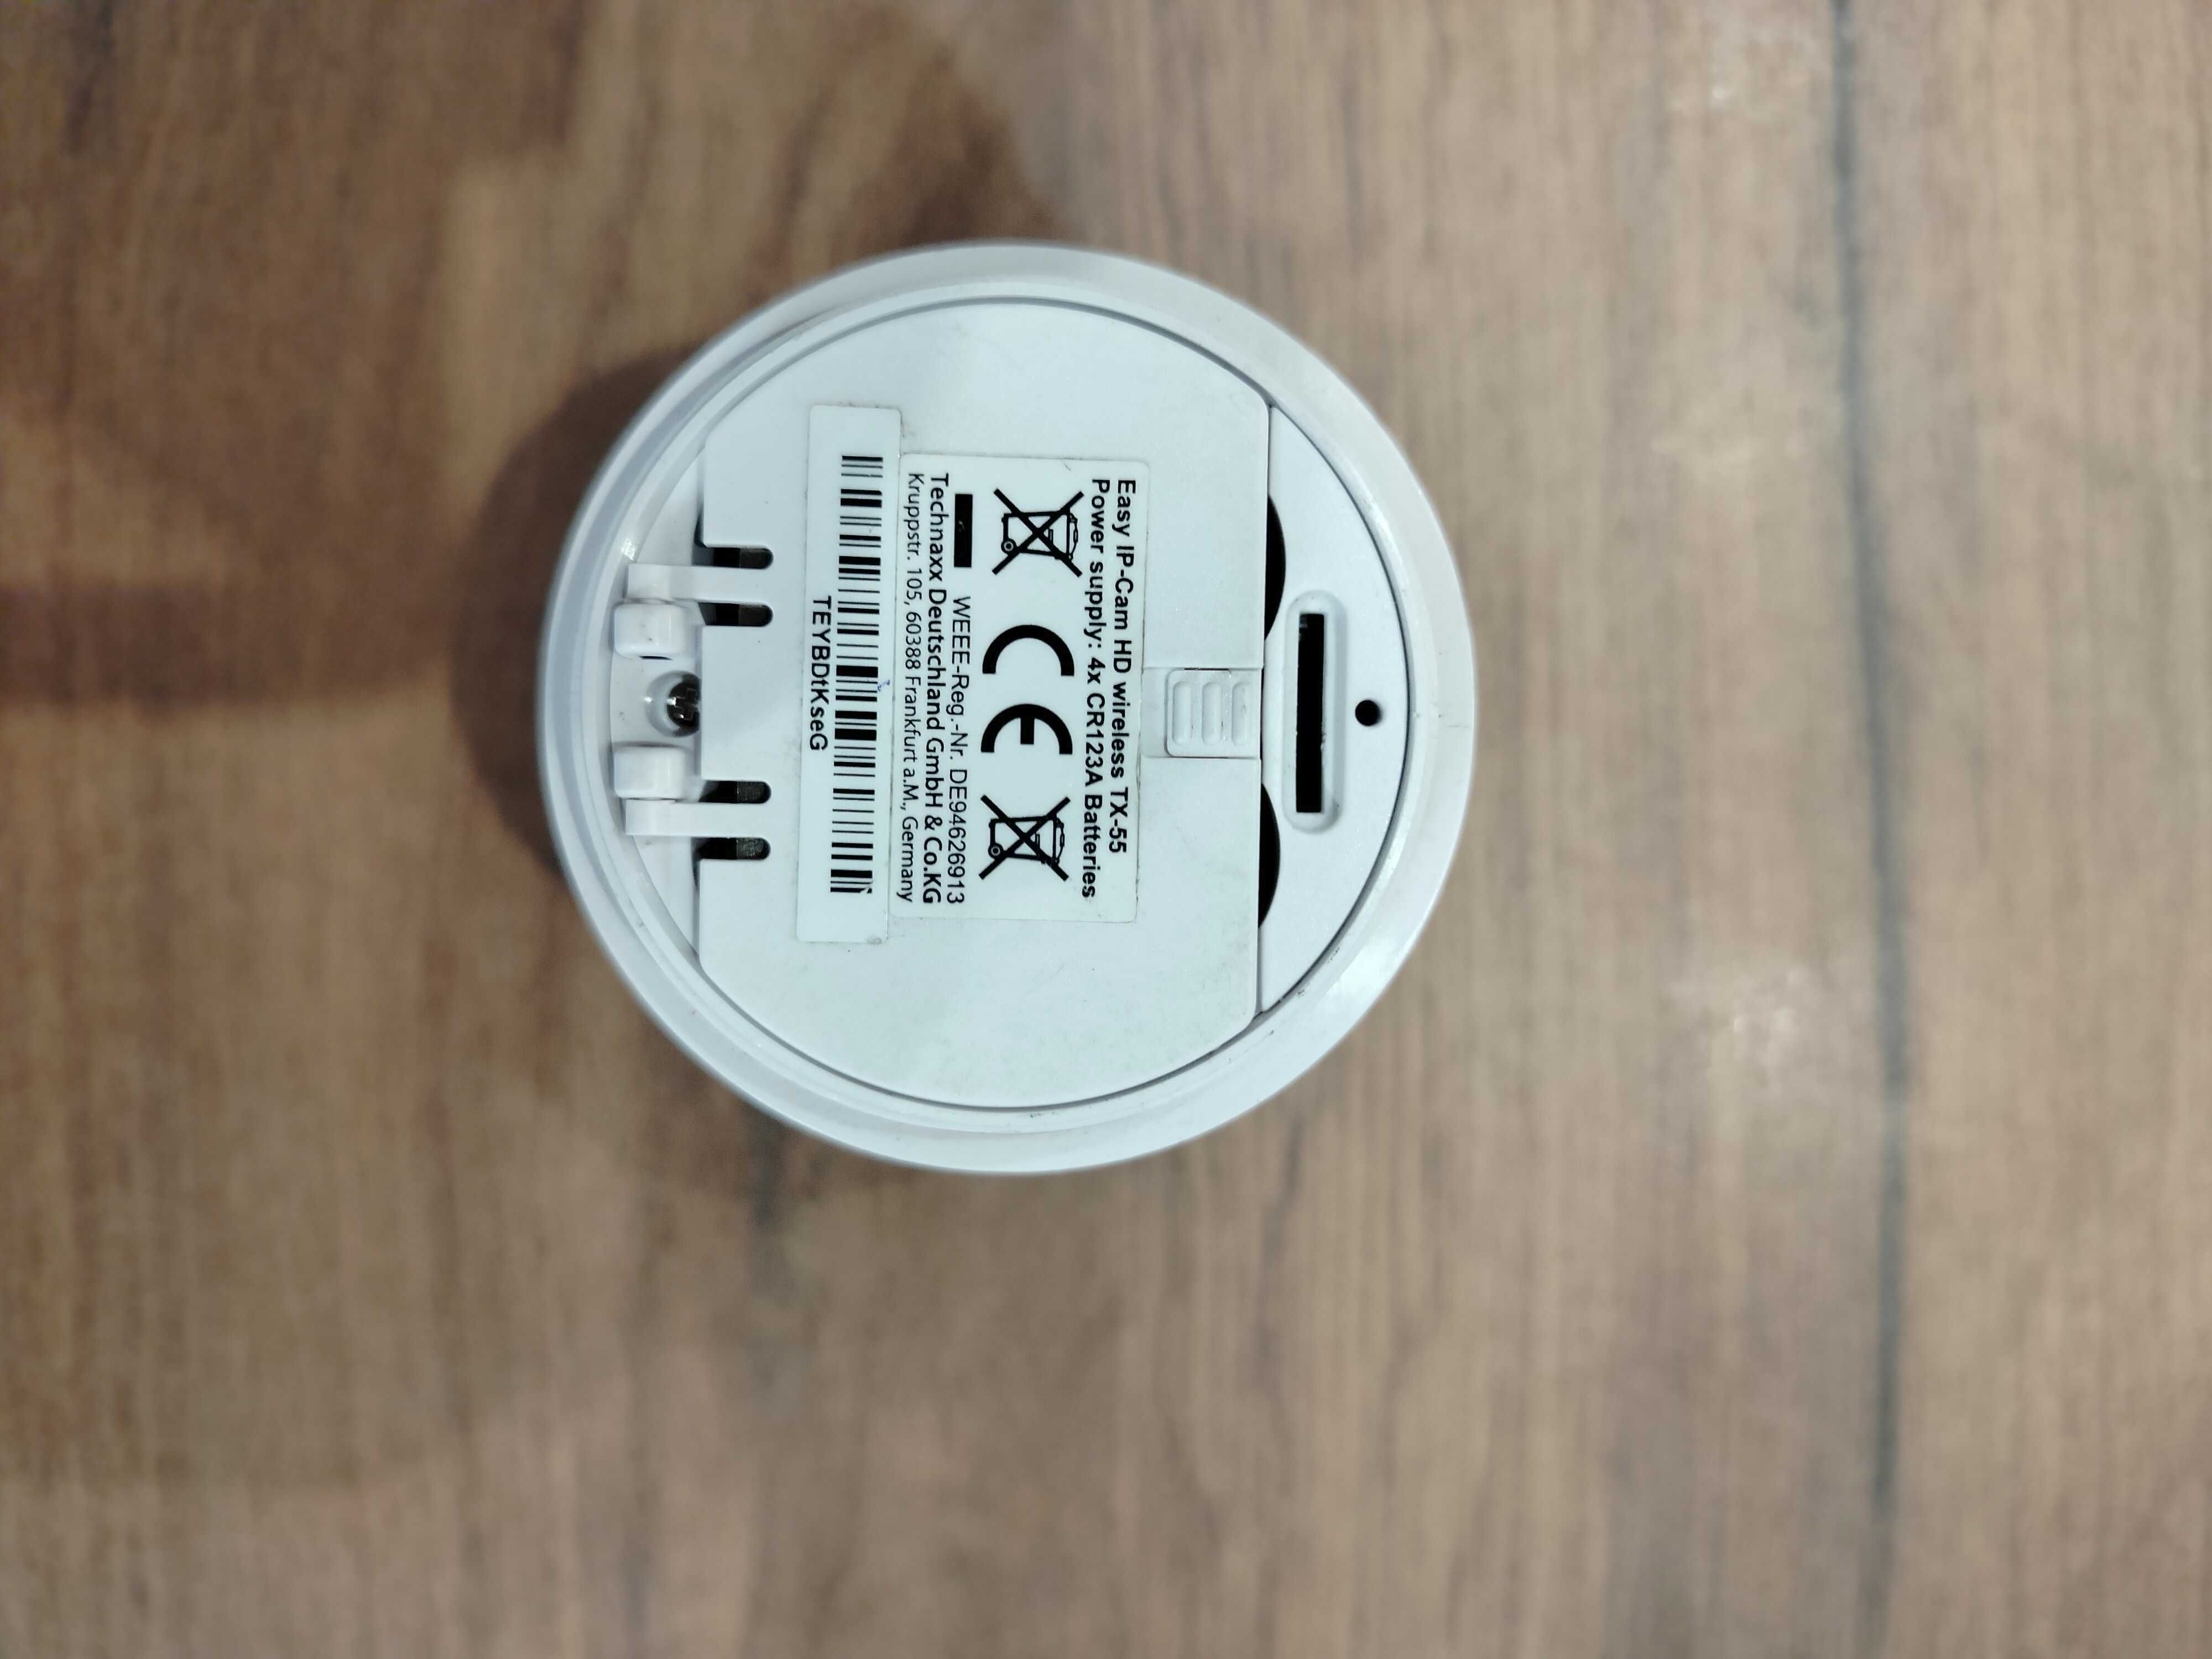 Easy IP-Cam HD wireless TX-55
Power supply: 4x CR123A Batteries
CE
WEEE-Reg.-Nr. DE94626913
Technaxx Deutschland GmbH & Co.KG
Kruppstr. 105, 60388 Frankfurt a.M., Germany
TEYBDtKseG